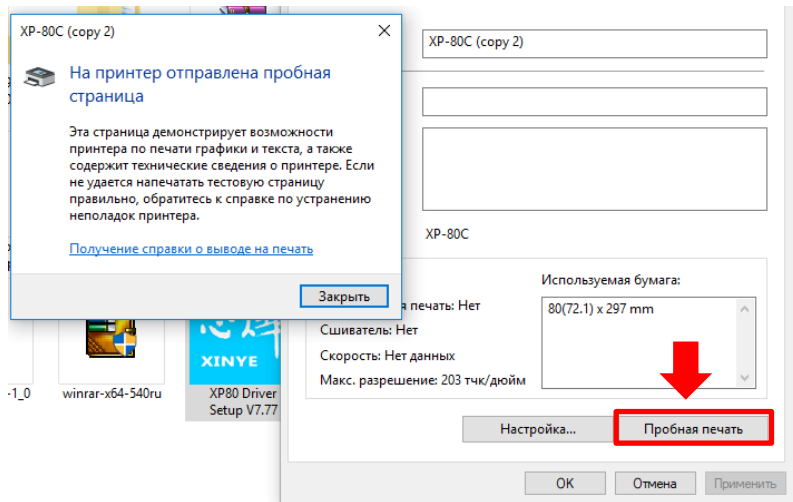 XP-80C (copy 2)
На принтер отправлена пробная
страница
Эта страница демонстрирует возможности
принтера по печати графики и текста, а также
содержит технические сведения о принтере. Если
не удается напечатать тестовую страницу
правильно, обратитесь к справке по устранению
неполадок принтера.
Получение справки о выводе на печать
Закрыть
XP-80C (copy 2)
XP-80C
Используемая бумага:
я печать: Нет
80(72.1) x 297 mm
Сшиватель: Нет
Скорость: Нет данных
Макс. разрешение: 203 тчк/дюйм
Настройка...
Пробная печать
OK
Отмена
Применить
XINYE
-1_0
winrar-x64-540ru
XP80 Driver
Setup V7.77